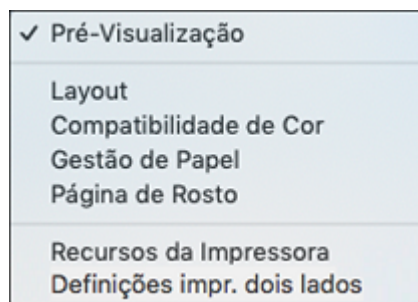 ✓ Pré-Visualização
Layout
Compatibilidade de Cor
Gestão de Papel
Página de Rosto
Recursos da Impressora
Definições impr. dois lados